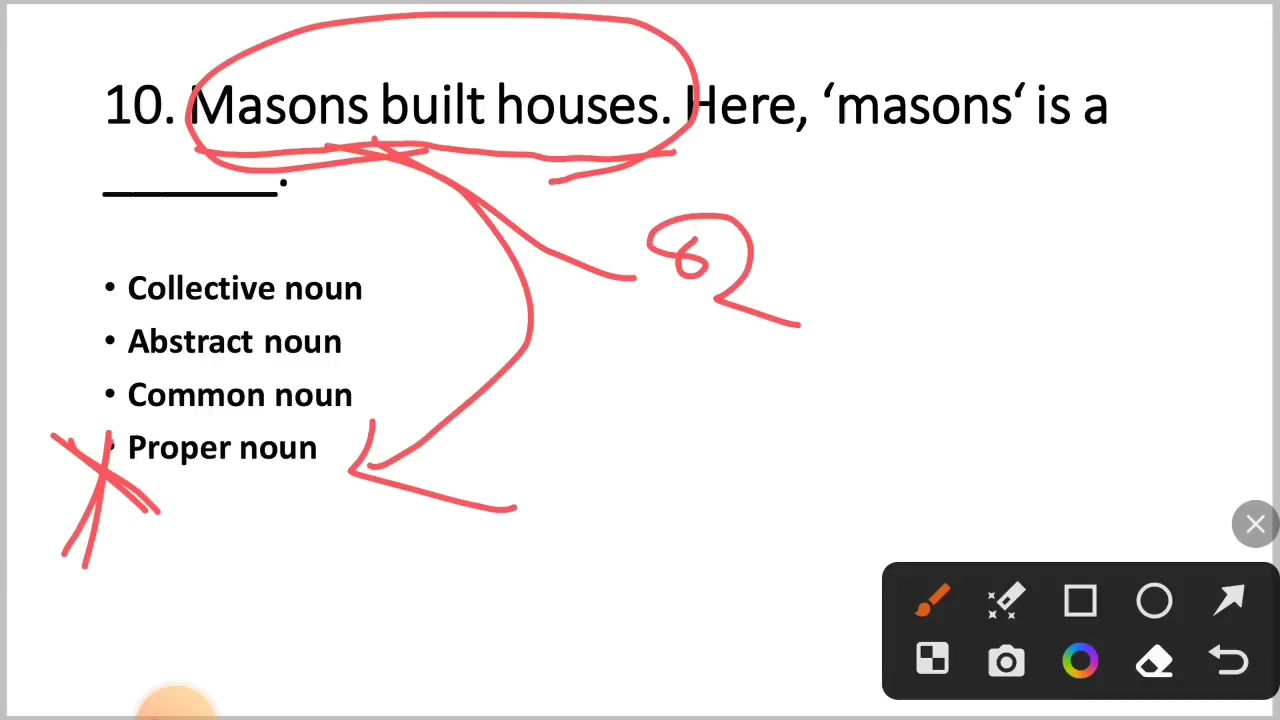 10. Masons built houses. Here, ‘masons‘ is a
________.
• Collective noun
• Abstract noun
• Common noun
• Proper noun